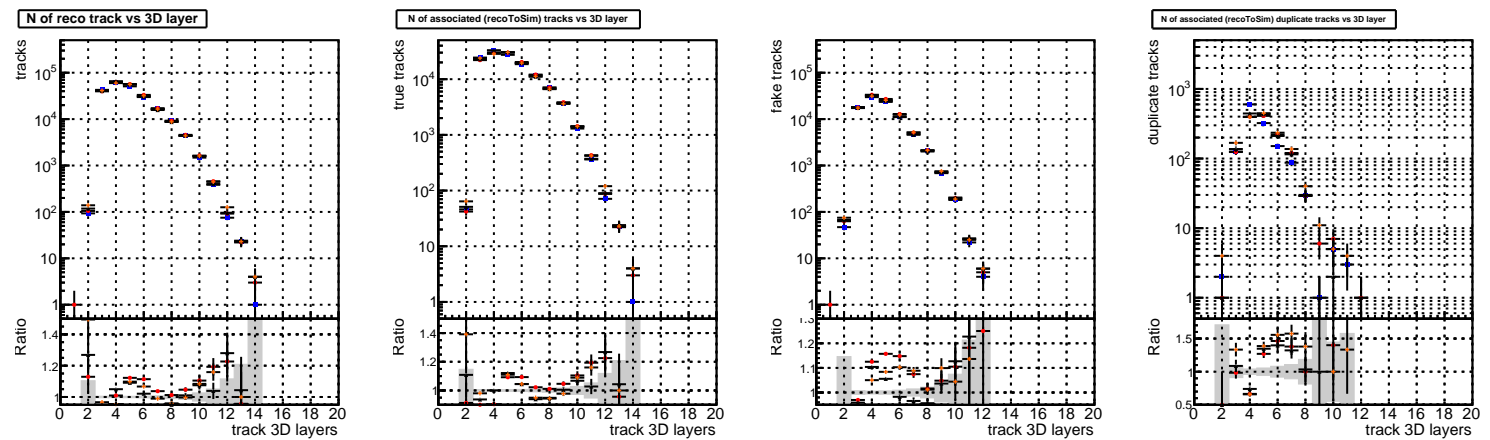 N of reco track vs 3D layer
tracks
10^5
10^4
10^3
10^2
10
1
Ratio
1.4
1.2
1
0 2 4 6 8 10 12 14 16 18 20
track 3D layers
N of associated (recoToSim) tracks vs 3D layer
true tracks
10^4
10^3
10^2
10
1
Ratio
1.4
1.2
1
0 2 4 6 8 10 12 14 16 18 20
track 3D layers
fake tracks
10^5
10^4
10^3
10^2
10
1
Ratio
1.3
1.2
1.1
1
0 2 4 6 8 10 12 14 16 18 20
track 3D layers
N of associated (recoToSim) duplicate tracks vs 3D layer
duplicate tracks
10^3
10^2
10
1
Ratio
1.5
1
0.5
0 2 4 6 8 10 12 14 16 18 20
track 3D layers